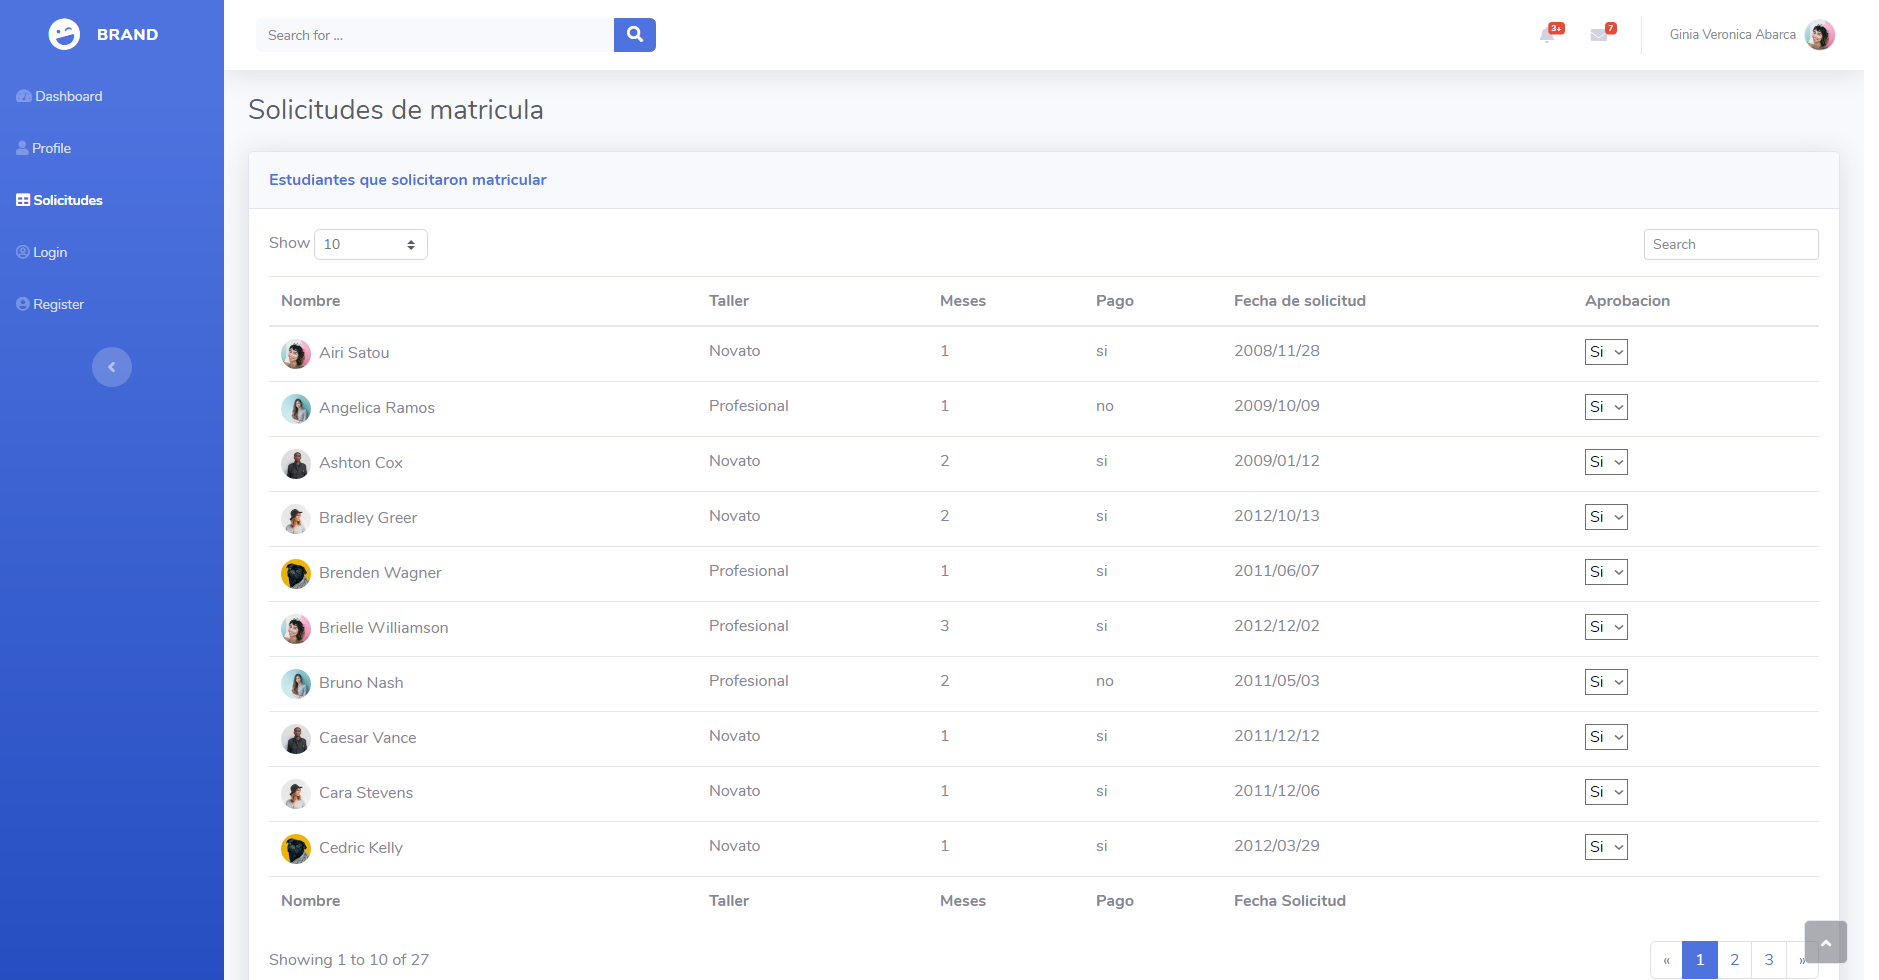 BRAND
Dashboard
Profile
Solicitudes
Login
Register
Search for ...
3+
7
Ginia Veronica Abarca
Solicitudes de matricula
Estudiantes que solicitaron matricular
Show 10
Search
Nombre Taller Meses Pago Fecha de solicitud Aprobacion
Airi Satou Novato 1 si 2008/11/28 Si
Angelica Ramos Profesional 1 no 2009/10/09 Si
Ashton Cox Novato 2 si 2009/01/12 Si
Bradley Greer Novato 2 si 2012/10/13 Si
Brenden Wagner Profesional 1 si 2011/06/07 Si
Brielle Williamson Profesional 3 si 2012/12/02 Si
Bruno Nash Profesional 2 no 2011/05/03 Si
Caesar Vance Novato 1 si 2011/12/12 Si
Cara Stevens Novato 1 si 2011/12/06 Si
Cedric Kelly Novato 1 si 2012/03/29 Si
Nombre Taller Meses Pago Fecha Solicitud
Showing 1 to 10 of 27
« 1 2 3 »